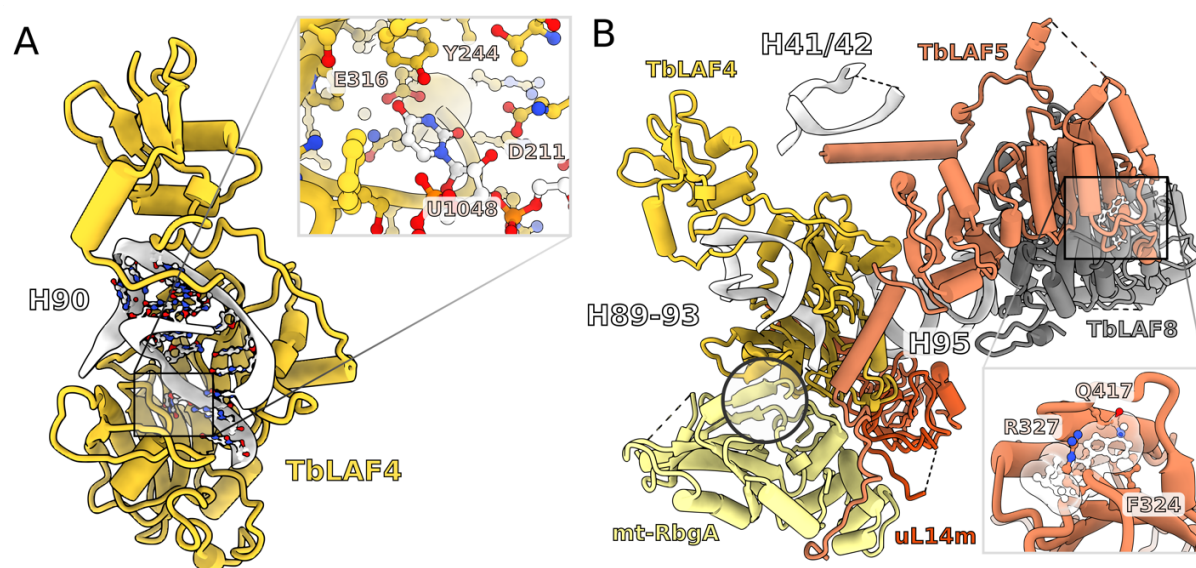 A
Y244
E316
D211
U1048
H90
TbLAF4
B
H41/42
TbLAF4
TbLAF5
H89-93
H95
TbLAF8
Q417
R327
F324
mt-RbgA
uL14m